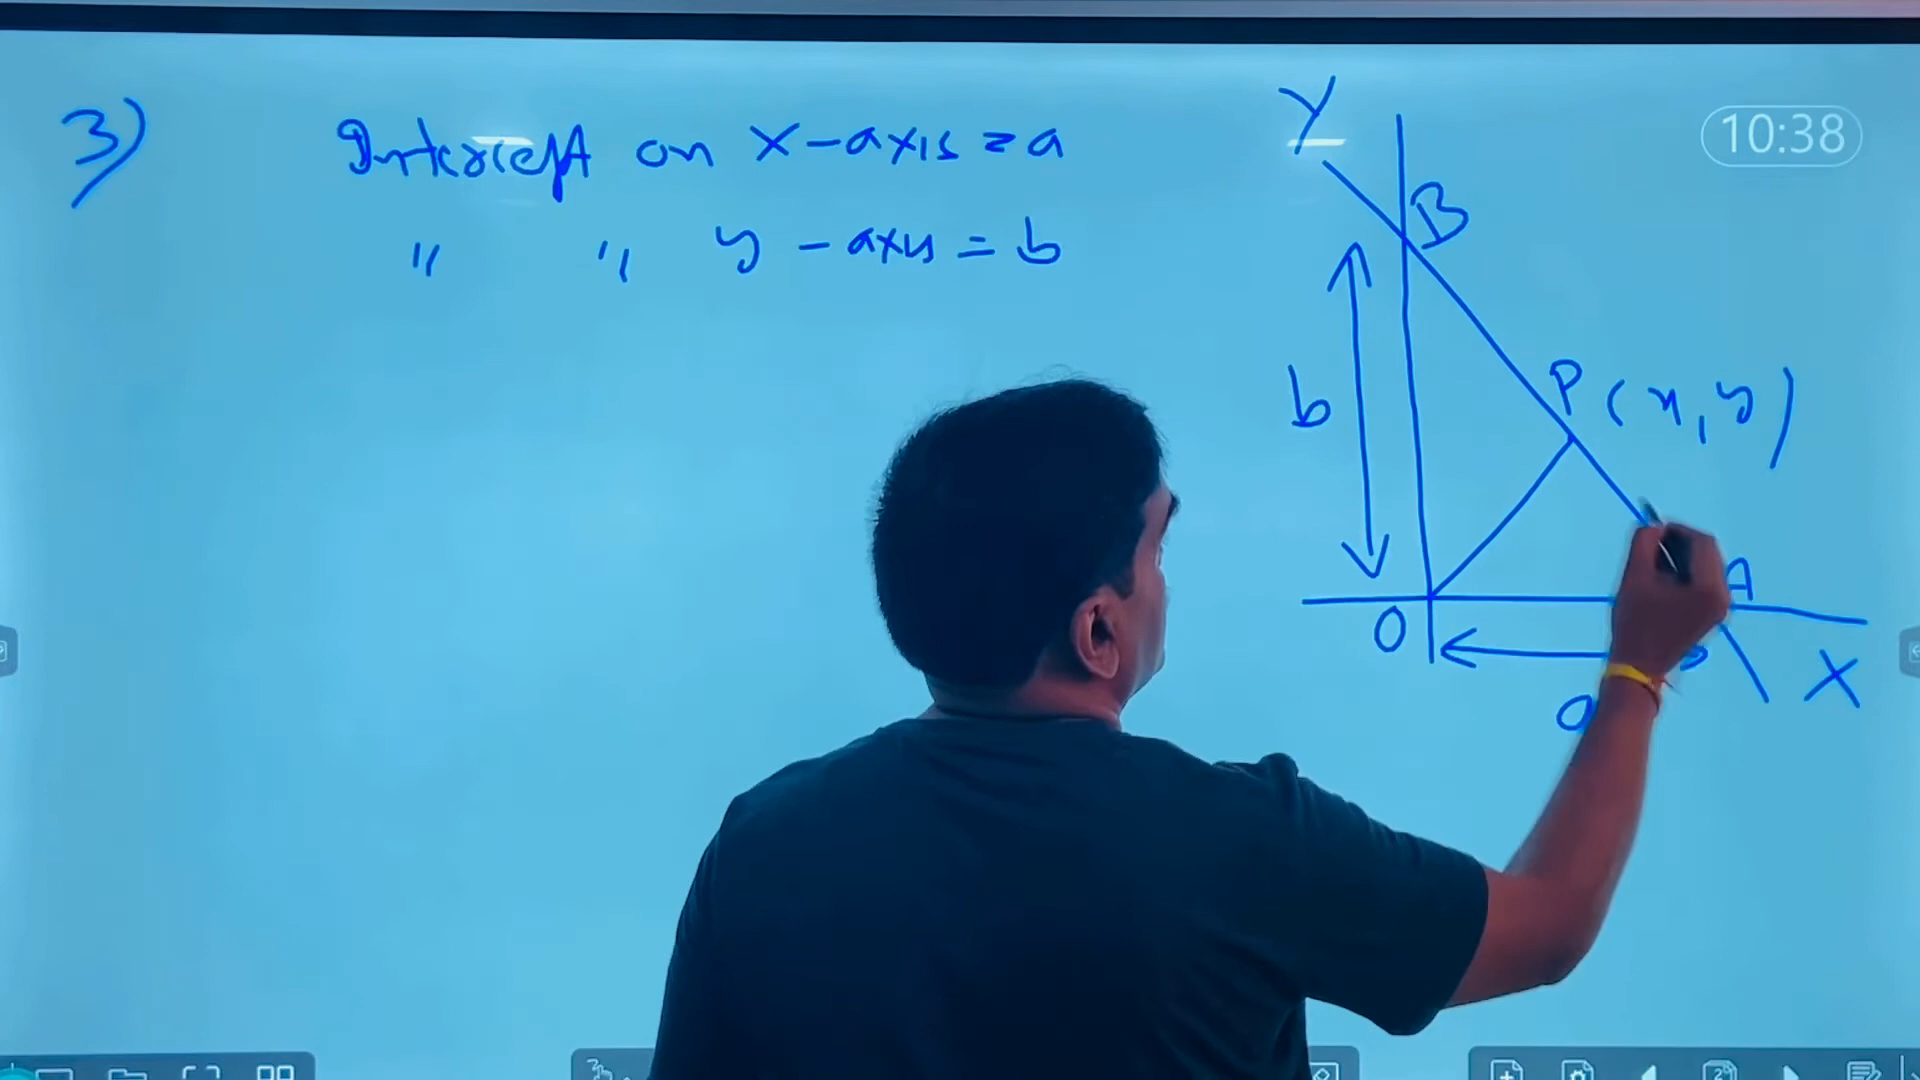 3) Intercept on x-axis = a
" " y-axis = b
10:38
Y
B
b
P (x, y)
A
O
X
a